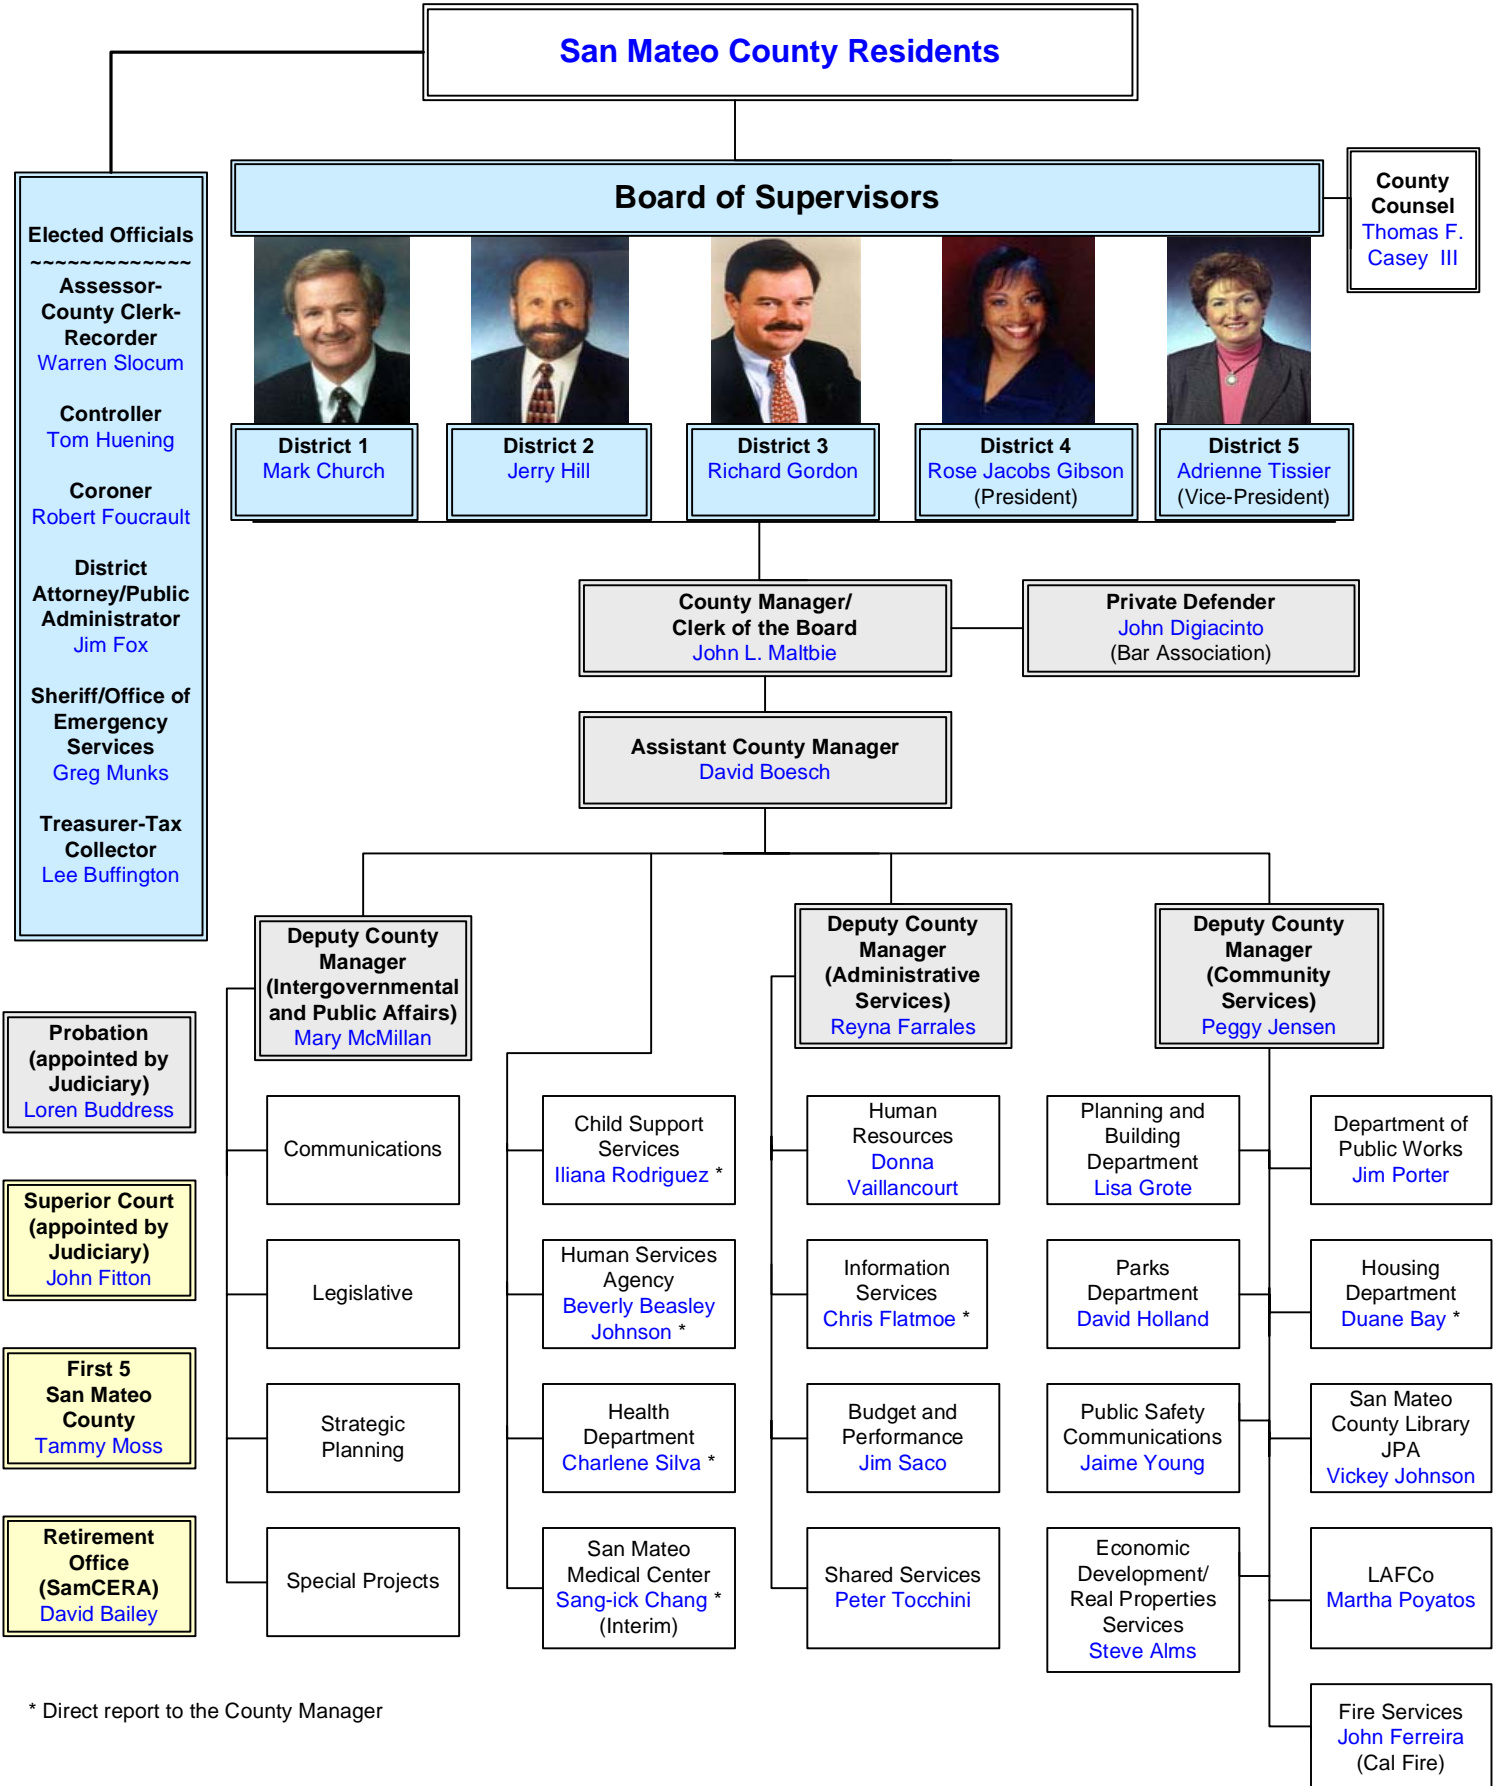 San Mateo County Residents
Board of Supervisors
County
Counsel
Thomas F.
Casey III
Elected Officials
~~~~~~~~~~~~~
Assessor-
County Clerk-
Recorder
Warren Slocum
Controller
Tom Huening
Coroner
Robert Foucrault
District
Attorney/Public
Administrator
Jim Fox
Sheriff/Office of
Emergency
Services
Greg Munks
Treasurer-Tax
Collector
Lee Buffington
District 1
Mark Church
District 2
Jerry Hill
District 3
Richard Gordon
District 4
Rose Jacobs Gibson
(President)
District 5
Adrienne Tissier
(Vice-President)
County Manager/
Clerk of the Board
John L. Maltbie
Private Defender
John Digiacinto
(Bar Association)
Assistant County Manager
David Boesch
Deputy County
Manager
(Intergovernmental
and Public Affairs)
Mary McMillan
Deputy County
Manager
(Administrative
Services)
Reyna Farrales
Deputy County
Manager
(Community
Services)
Peggy Jensen
Probation
(appointed by
Judiciary)
Loren Buddress
Superior Court
(appointed by
Judiciary)
John Fitton
First 5
San Mateo
County
Tammy Moss
Retirement
Office
(SamCERA)
David Bailey
Communications
Legislative
Strategic
Planning
Special Projects
Child Support
Services
Iliana Rodriguez *
Human Services
Agency
Beverly Beasley
Johnson *
Health
Department
Charlene Silva *
San Mateo
Medical Center
Sang-ick Chang *
(Interim)
Human
Resources
Donna
Vaillancourt
Information
Services
Chris Flatmoe *
Budget and
Performance
Jim Saco
Shared Services
Peter Tocchini
Planning and
Building
Department
Lisa Grote
Parks
Department
David Holland
Public Safety
Communications
Jaime Young
Economic
Development/
Real Properties
Services
Steve Alms
Department of
Public Works
Jim Porter
Housing
Department
Duane Bay *
San Mateo
County Library
JPA
Vickey Johnson
LAFCo
Martha Poyatos
Fire Services
John Ferreira
(Cal Fire)
* Direct report to the County Manager